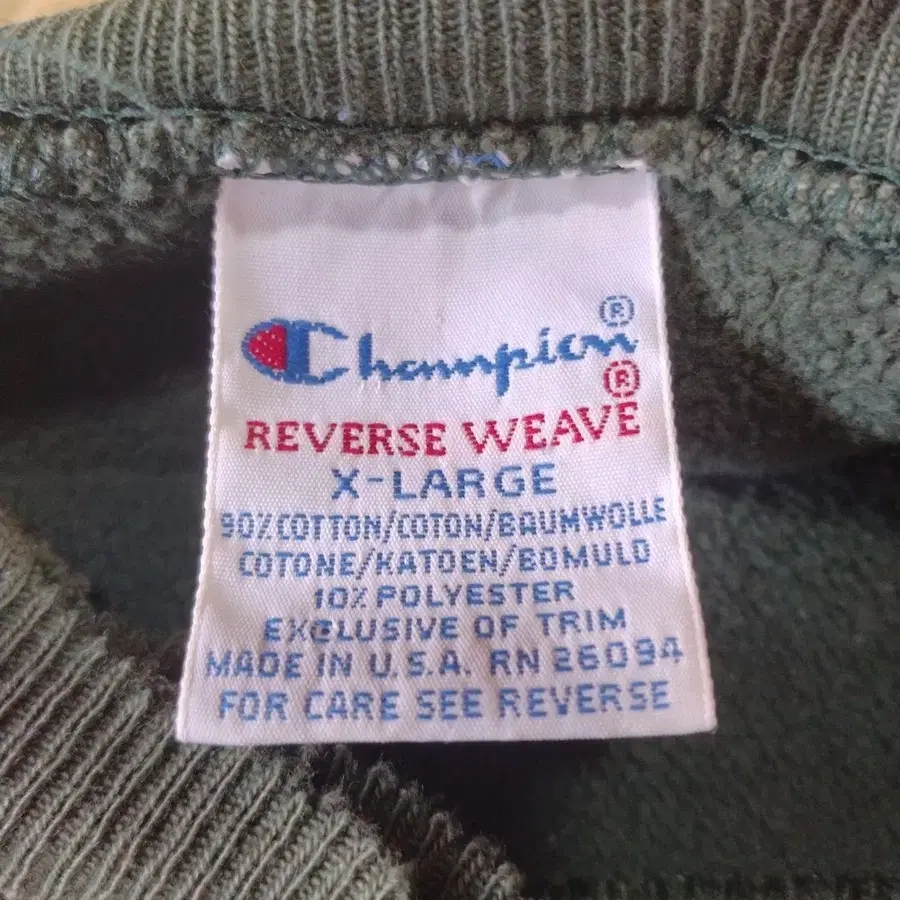 Champion®
REVERSE WEAVE®
X-LARGE
90% COTTON/COTON/BAUMWOLLE
COTONE/KATOEN/BOMULD
10% POLYESTER
EXCLUSIVE OF TRIM
MADE IN U.S.A. RN 26094
FOR CARE SEE REVERSE